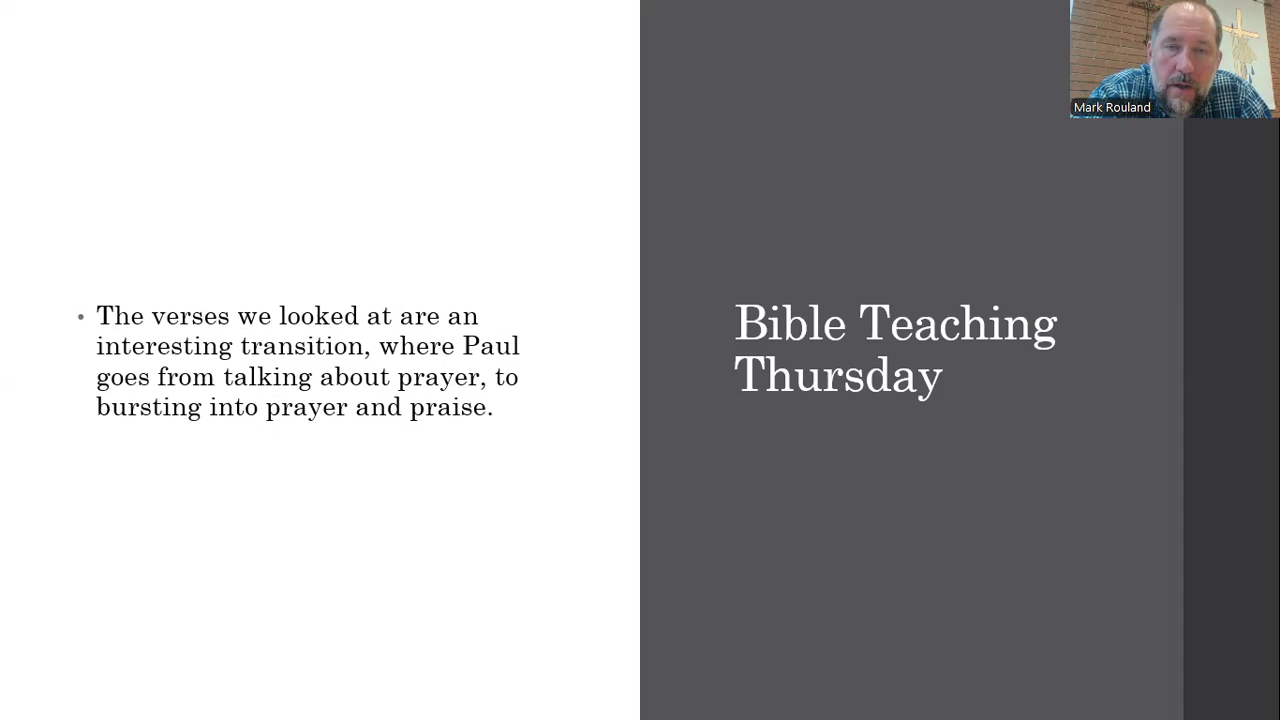 Mark Rouland
The verses we looked at are an
interesting transition, where Paul
goes from talking about prayer, to
bursting into prayer and praise.
Bible Teaching
Thursday